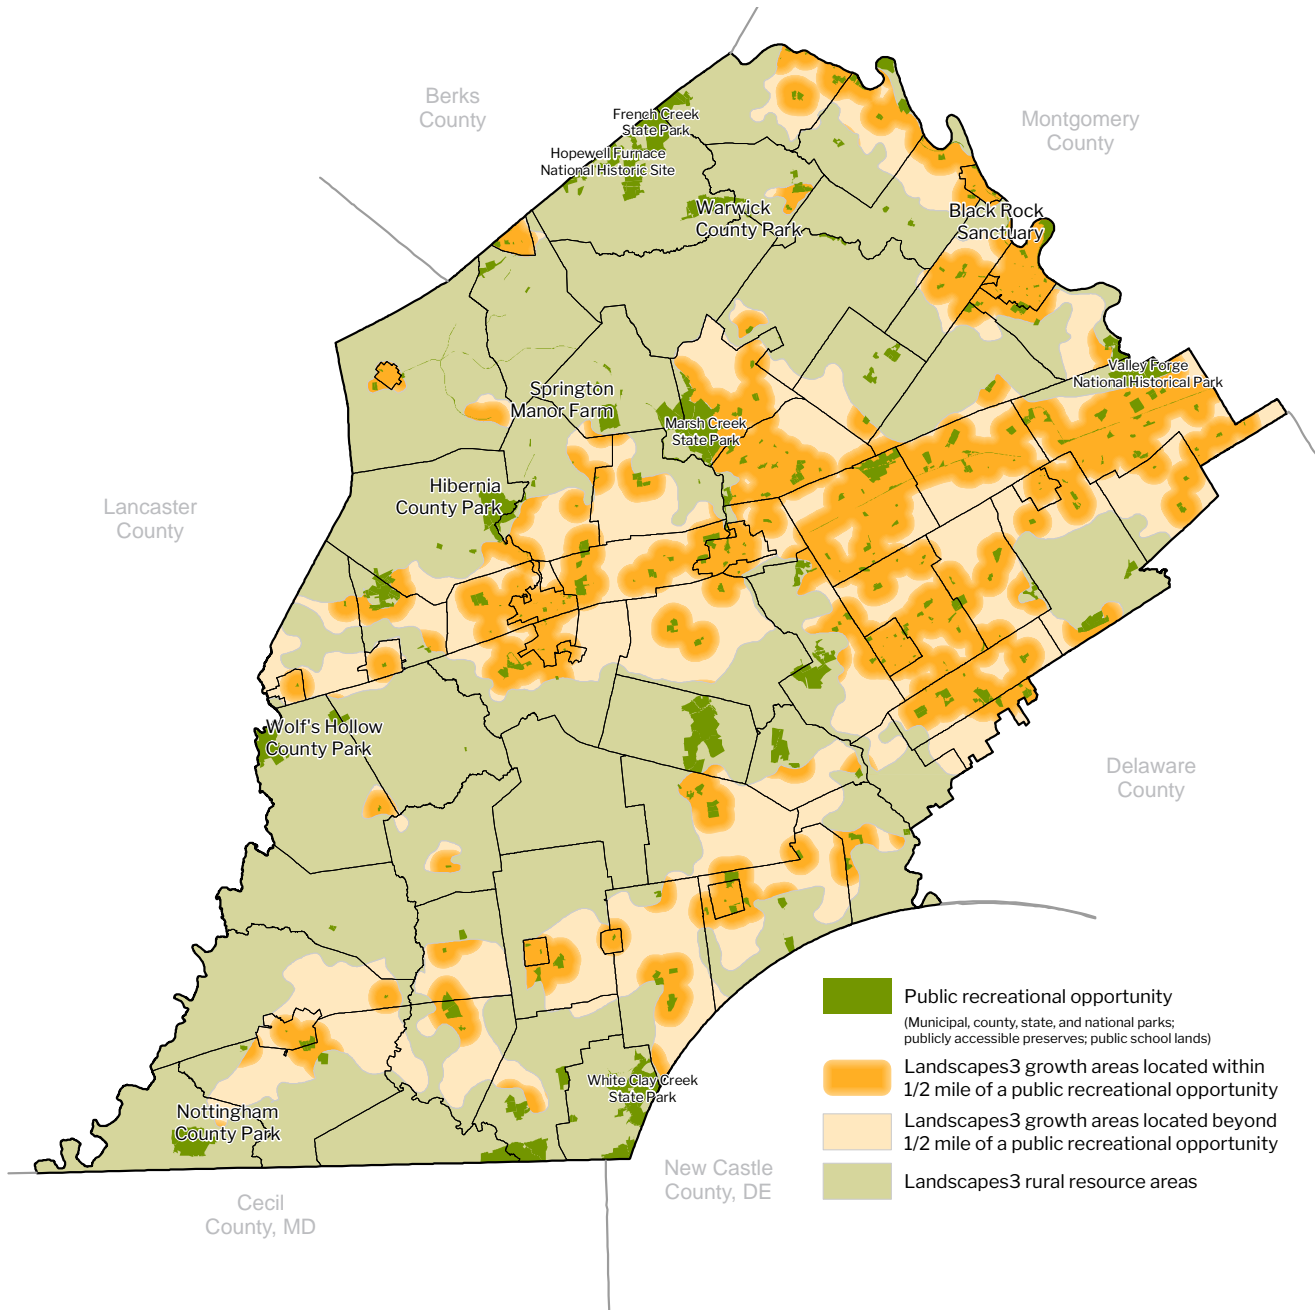 Berks
County
French Creek
State Park
Hopewell Furnace
National Historic Site
Montgomery
County
Warwick
County Park
Black Rock
Sanctuary
Valley Forge
National Historical Park
Springton
Manor Farm
Marsh Creek
State Park
Hibernia
County Park
Lancaster
County
Wolf's Hollow
County Park
Delaware
County
White Clay Creek
State Park
Nottingham
County Park
New Castle
County, DE
Cecil
County, MD
Public recreational opportunity
(Municipal, county, state, and national parks;
publicly accessible preserves; public school lands)
Landscapes3 growth areas located within
1/2 mile of a public recreational opportunity
Landscapes3 growth areas located beyond
1/2 mile of a public recreational opportunity
Landscapes3 rural resource areas